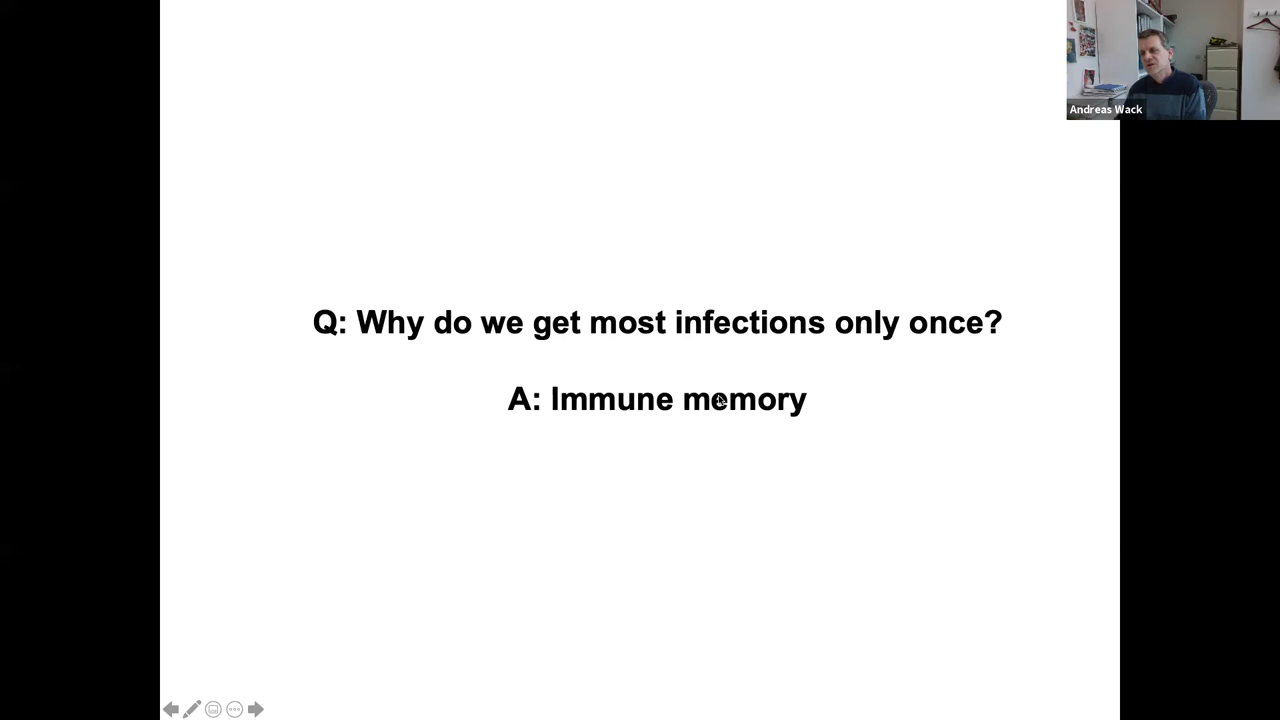 Andreas Wack
Q: Why do we get most infections only once?
A: Immune memory